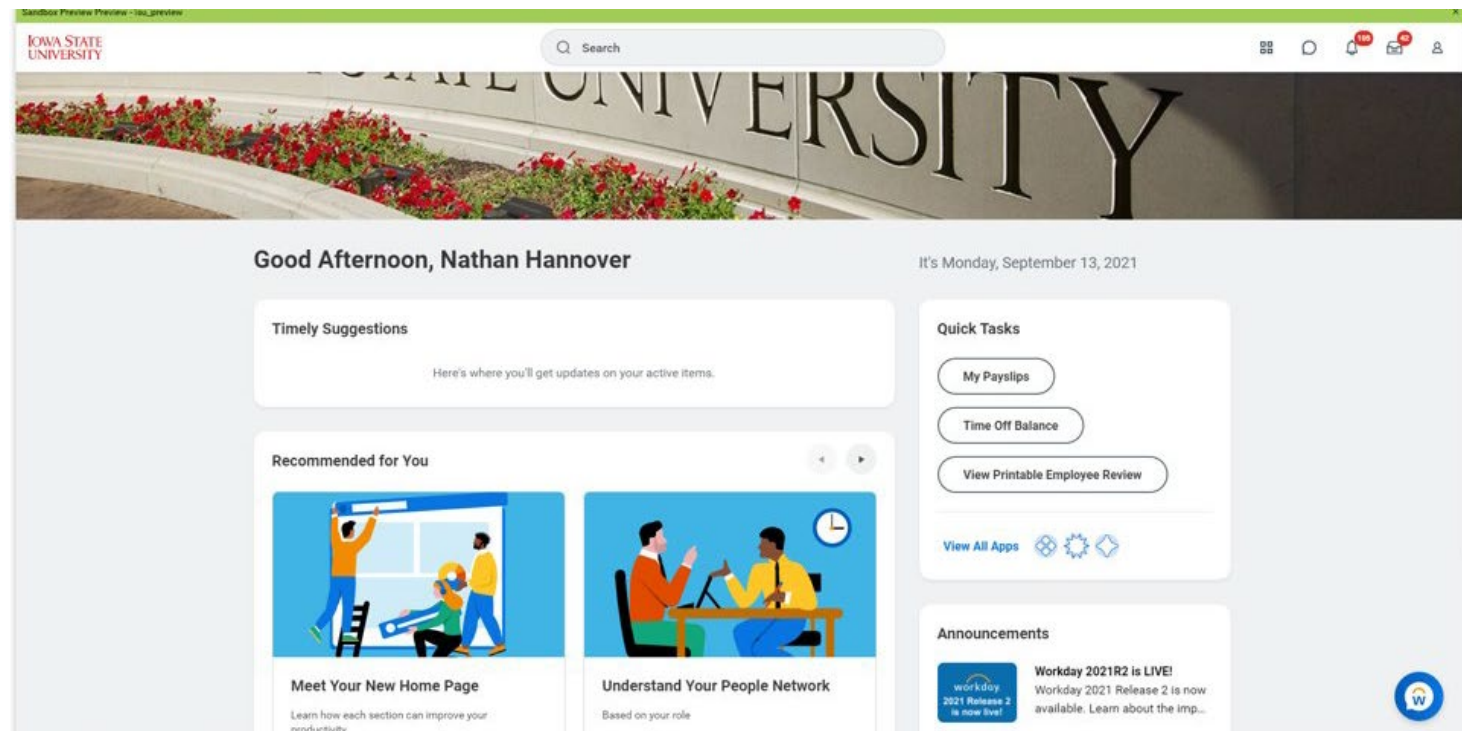 Sandbox Preview Preview - isu_preview
x
IOWA STATE
UNIVERSITY
Search
165
42
STATE UNIVERSITY
Good Afternoon, Nathan Hannover
It's Monday, September 13, 2021
Timely Suggestions
Here's where you'll get updates on your active items.
Quick Tasks
My Payslips
Time Off Balance
View Printable Employee Review
View All Apps
Recommended for You
Meet Your New Home Page
Learn how each section can improve your
productivity
Understand Your People Network
Based on your role
Announcements
workday
2021 Release 2
is now live!
Workday 2021R2 is LIVE!
Workday 2021 Release 2 is now
available. Learn about the imp...
W